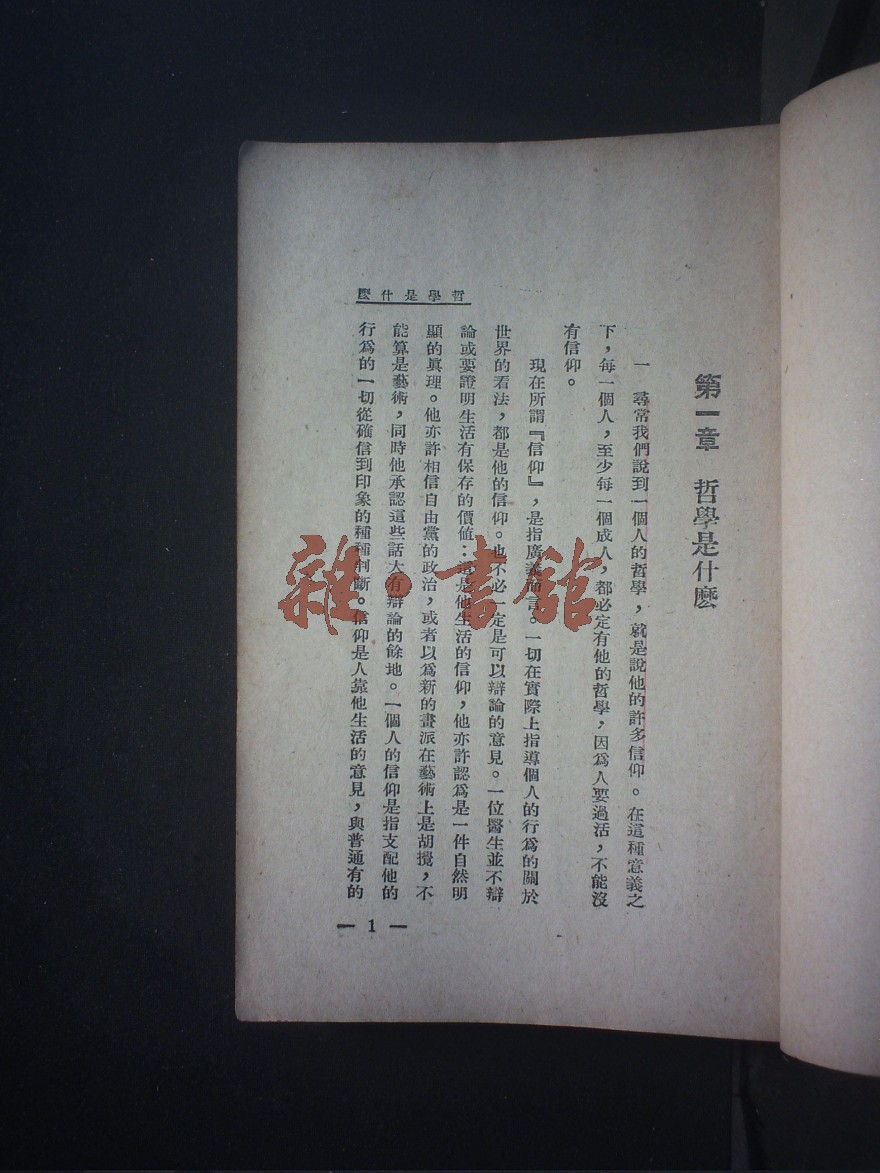 第一章　哲學是什麽
一　尋常我們說到一個人的哲學，就是說他的許多信仰。在這種意義之
下，每一個人，至少每一個成人，都必定有他的哲學，因爲人要過活，不能沒
有信仰。
現在所謂『信仰』，是指廣義而言。一切在實際上指導個人的行爲的關於
世界的看法，都是他的信仰。也不必一定是可以辯論的意見。一位醫生並不辯
論或要證明生活有保存的價值：這是他生活的信仰，他亦許認爲是一件自然明
顯的眞理。他亦許相信自由黨的政治，或者以爲新的畫派在藝術上是胡攪，不
能算是藝術，同時他承認這些話大有辯論的餘地。一個人的信仰是指支配他的
行爲的一切從確信到印象的種種判斷。信仰是人靠他生活的意見，與普通有的
哲學是什麽
— 1 —
雜·書館